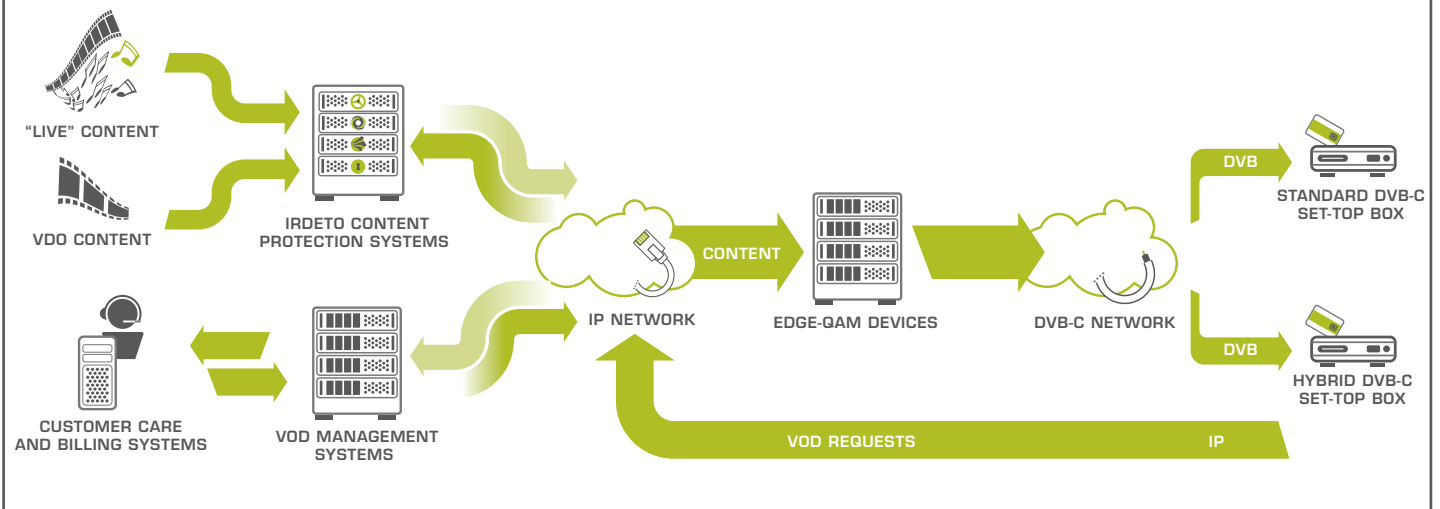 "LIVE" CONTENT
VDO CONTENT
IRDETO CONTENT
PROTECTION SYSTEMS
CUSTOMER CARE
AND BILLING SYSTEMS
VOD MANAGEMENT
SYSTEMS
IP NETWORK
CONTENT
EDGE-QAM DEVICES
DVB-C NETWORK
DVB
STANDARD DVB-C
SET-TOP BOX
DVB
HYBRID DVB-C
SET-TOP BOX
VOD REQUESTS
IP